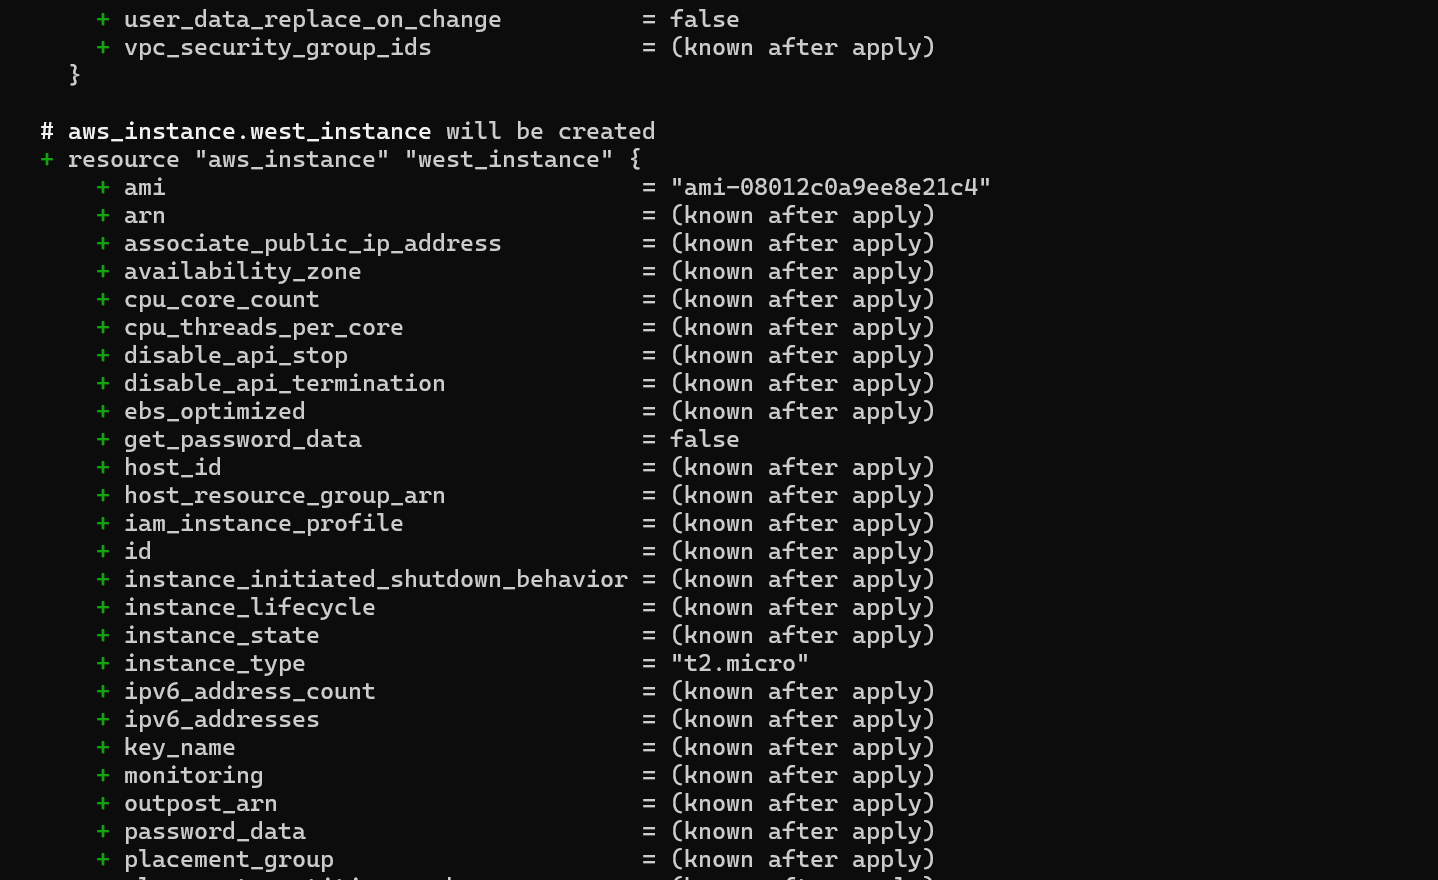 + user_data_replace_on_change = false
+ vpc_security_group_ids = (known after apply)
}
# aws_instance.west_instance will be created
+ resource "aws_instance" "west_instance" {
+ ami = "ami-08012c0a9ee8e21c4"
+ arn = (known after apply)
+ associate_public_ip_address = (known after apply)
+ availability_zone = (known after apply)
+ cpu_core_count = (known after apply)
+ cpu_threads_per_core = (known after apply)
+ disable_api_stop = (known after apply)
+ disable_api_termination = (known after apply)
+ ebs_optimized = (known after apply)
+ get_password_data = false
+ host_id = (known after apply)
+ host_resource_group_arn = (known after apply)
+ iam_instance_profile = (known after apply)
+ id = (known after apply)
+ instance_initiated_shutdown_behavior = (known after apply)
+ instance_lifecycle = (known after apply)
+ instance_state = (known after apply)
+ instance_type = "t2.micro"
+ ipv6_address_count = (known after apply)
+ ipv6_addresses = (known after apply)
+ key_name = (known after apply)
+ monitoring = (known after apply)
+ outpost_arn = (known after apply)
+ password_data = (known after apply)
+ placement_group = (known after apply)